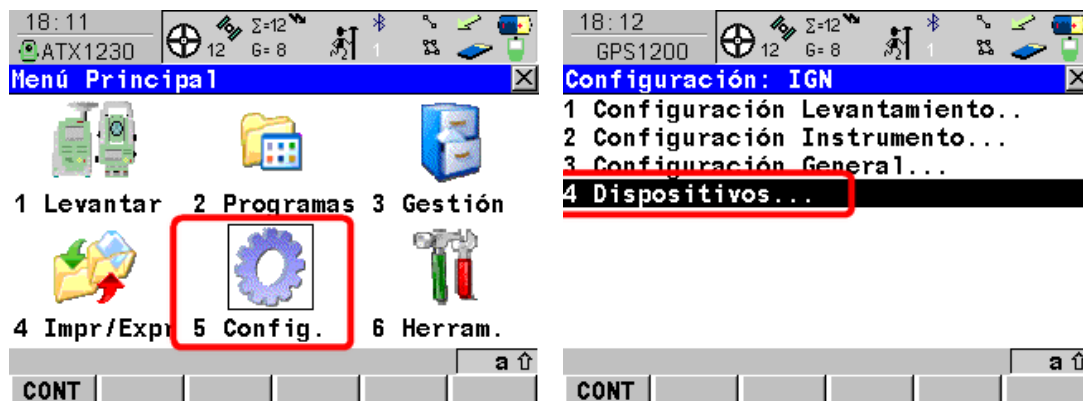 18:11
ATX1230
12
Σ=12
G= 8
1
Menú Principal
1 Levantar 2 Programas 3 Gestión
4 Impr/Expr 5 Config. 6 Herram.
a
CONT
18:12
GPS1200
12
Σ=12
G= 8
1
Configuración: IGN
1 Configuración Levantamiento..
2 Configuración Instrumento...
3 Configuración General...
4 Dispositivos...
a
CONT